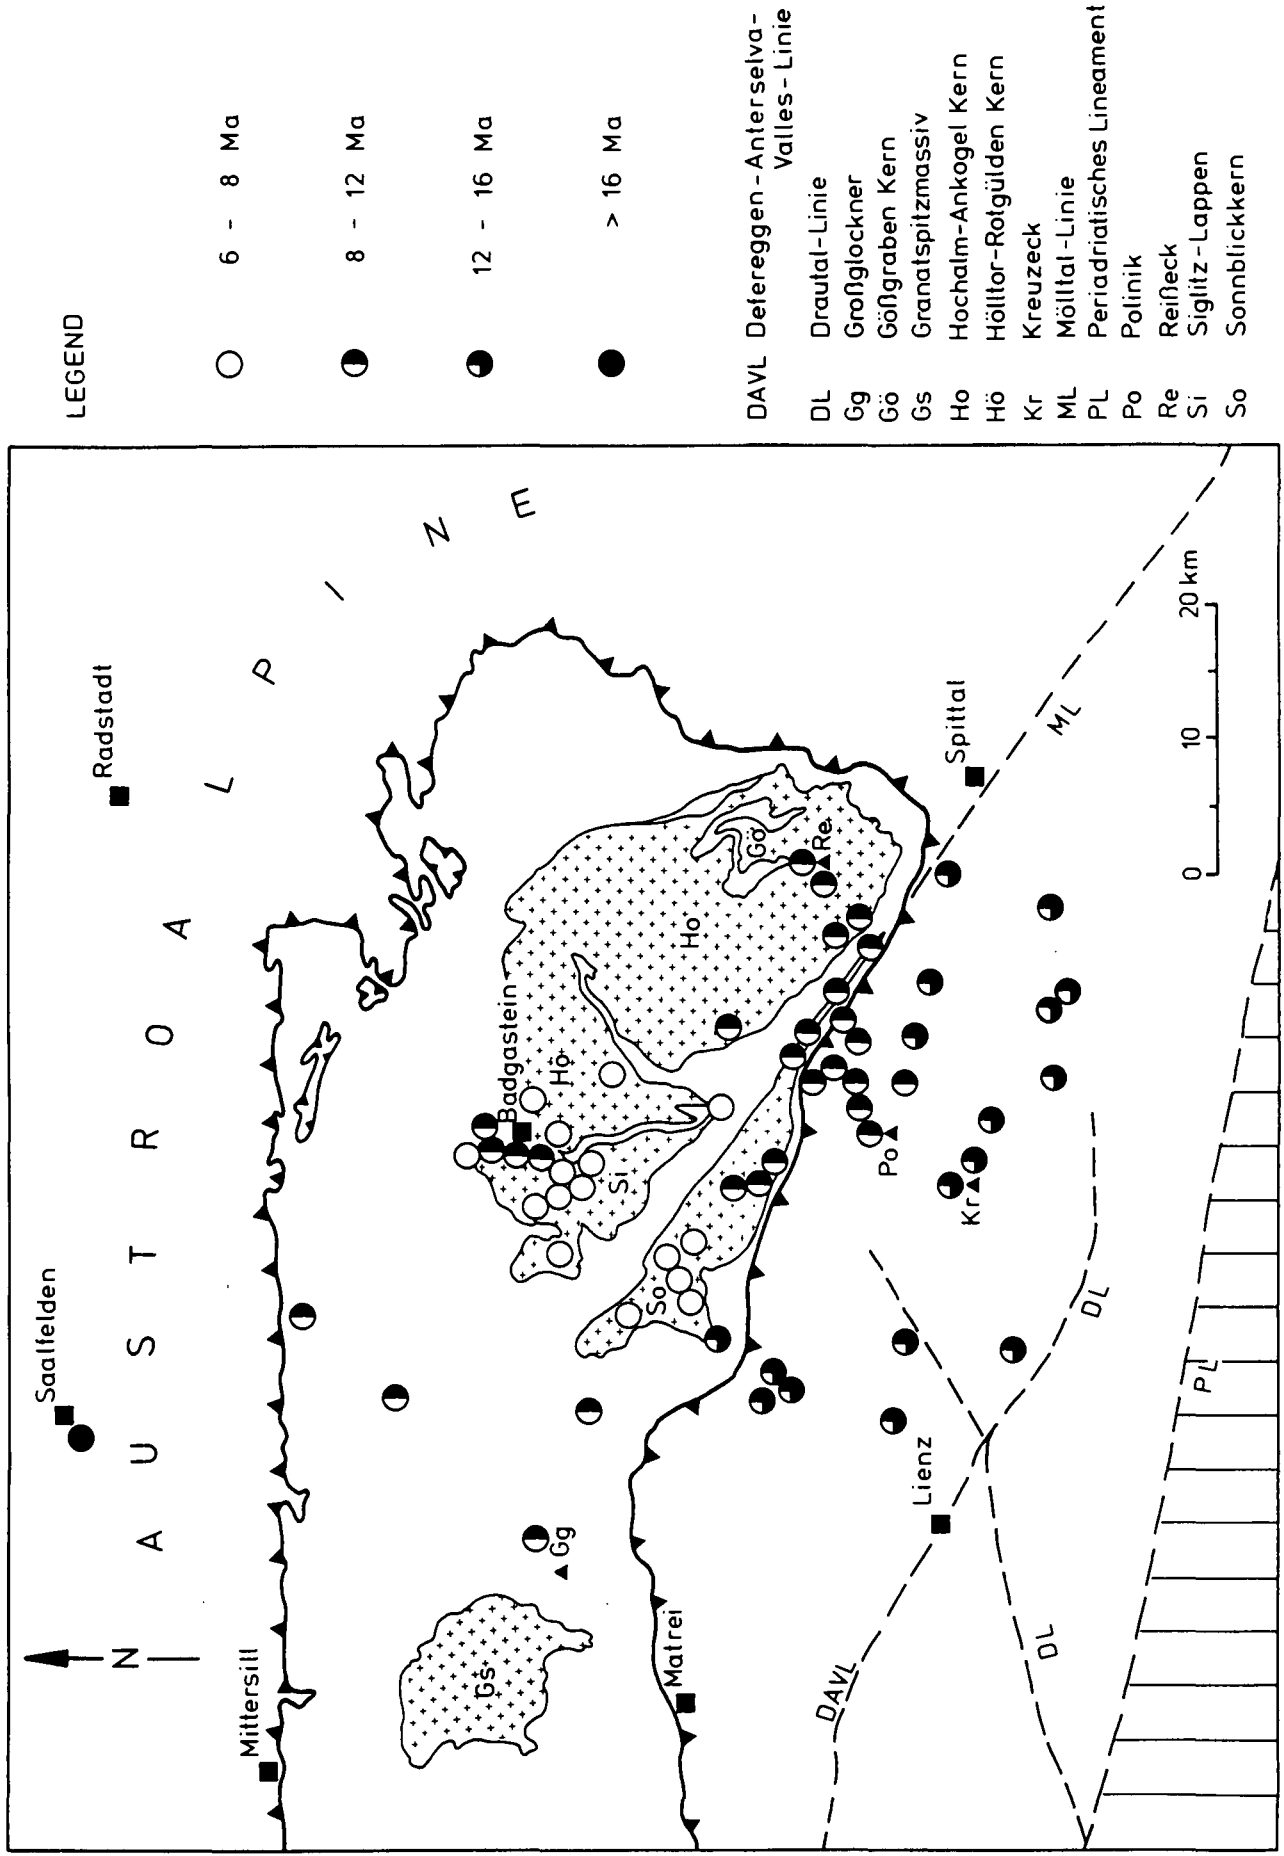 Saalfelden
Radstadt
Mittersill
N
A U S T R O A L P I N E
Badgastein
Hö
Si
Ho
Gö
Re
So
Gs
Gg
Matrei
Po
Kr
Spittal
Lienz
DAVL
DL
DL
ML
PL
0 10 20 km
LEGEND
6 - 8 Ma
8 - 12 Ma
12 - 16 Ma
> 16 Ma
DAVL Defereggen-Anterselva-
Valles-Linie
DL Drautal-Linie
Gg Großglockner
Gö Gößgraben Kern
Gs Granatspitzmassiv
Ho Hochalm-Ankogel Kern
Hö Hölltor-Rotgülden Kern
Kr Kreuzeck
ML Mölltal-Linie
PL Periadriatisches Lineament
Po Polinik
Re Reißeck
Si Siglitz-Lappen
So Sonnblickkern